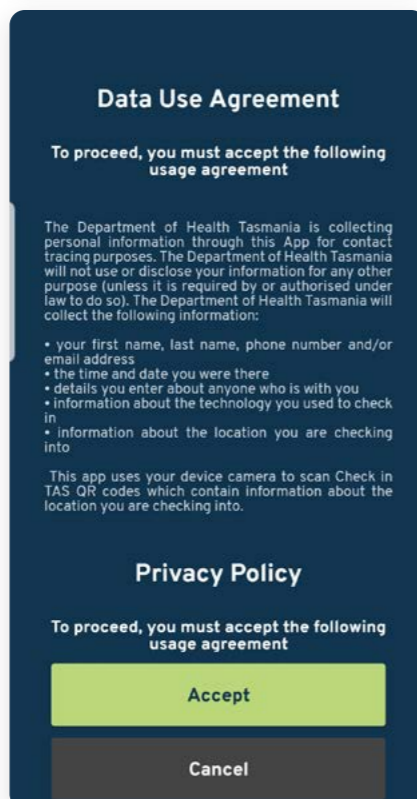 Data Use Agreement
To proceed, you must accept the following
usage agreement
The Department of Health Tasmania is collecting
personal information through this App for contact
tracing purposes. The Department of Health Tasmania
will not use or disclose your information for any other
purpose (unless it is required by or authorised under
law to do so). The Department of Health Tasmania will
collect the following information:
• your first name, last name, phone number and/or
email address
• the time and date you were there
• details you enter about anyone who is with you
• information about the technology you used to check
in
• information about the location you are checking
into
This app uses your device camera to scan Check in
TAS QR codes which contain information about the
location you are checking into.
Privacy Policy
To proceed, you must accept the following
usage agreement
Accept
Cancel